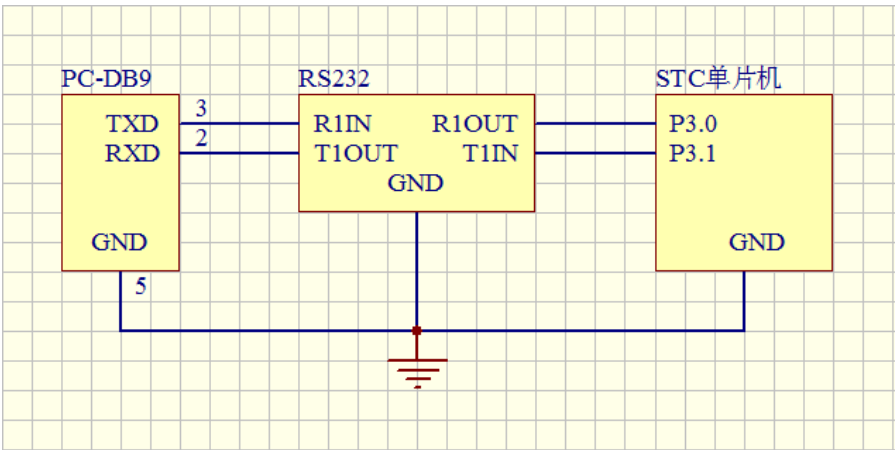 PC-DB9 RS232 STC单片机
TXD 3 R1IN R1OUT P3.0
RXD 2 T1OUT T1IN P3.1
GND
GND GND
5